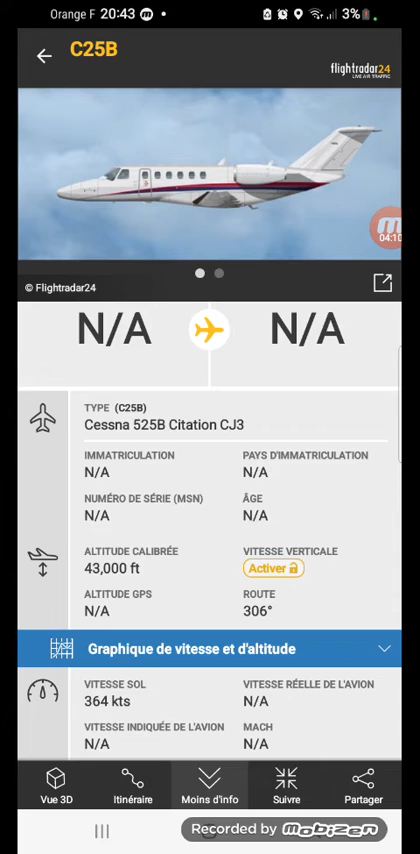 Orange F 20:43 m •
3%
C25B
flightradar24
LIVE AIR TRAFFIC
04:10
© Flightradar24
N/A N/A
TYPE (C25B)
Cessna 525B Citation CJ3
IMMATRICULATION PAYS D'IMMATRICULATION
N/A N/A
NUMÉRO DE SÉRIE (MSN) ÂGE
N/A N/A
ALTITUDE CALIBRÉE VITESSE VERTICALE
43,000 ft Activer
ALTITUDE GPS ROUTE
N/A 306°
Graphique de vitesse et d'altitude
VITESSE SOL VITESSE RÉELLE DE L'AVION
364 kts N/A
VITESSE INDIQUÉE DE L'AVION MACH
N/A N/A
Vue 3D Itinéraire Moins d'info Suivre Partager
Recorded by mobizen